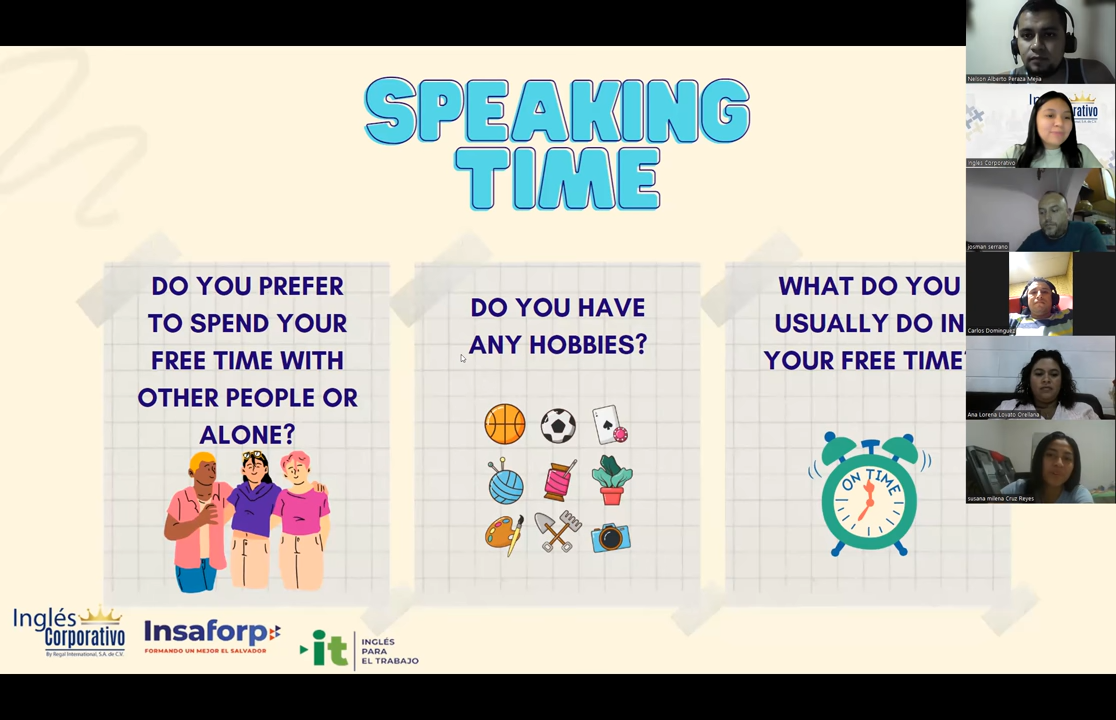 SPEAKING
TIME
DO YOU PREFER
TO SPEND YOUR
FREE TIME WITH
OTHER PEOPLE OR
ALONE?
DO YOU HAVE
ANY HOBBIES?
WHAT DO YOU
USUALLY DO IN
YOUR FREE TIME?
ON TIME
Inglés
Corporativo
By Regal International, S.A. de C.V.
Insaforp
FORMANDO UN MEJOR EL SALVADOR
it
INGLÉS
PARA
EL TRABAJO
Nelson Alberto Peraza Mejia
Inglés Corporativo
josman serrano
Carlos Dominguez
Ana Lorena Lovato Orellana
susana milena Cruz Reyes